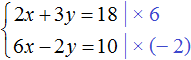 2x + 3y = 18 | × 6
6x − 2y = 10 | × (− 2)